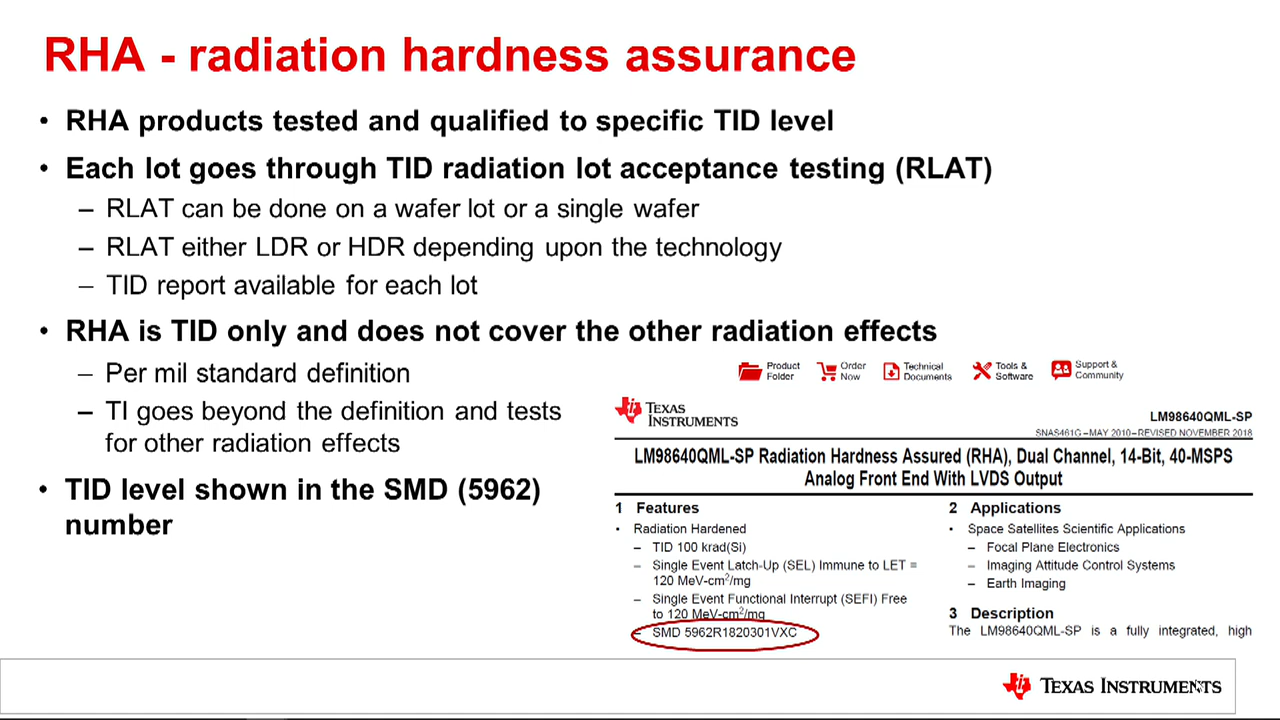 RHA - radiation hardness assurance
• RHA products tested and qualified to specific TID level
• Each lot goes through TID radiation lot acceptance testing (RLAT)
– RLAT can be done on a wafer lot or a single wafer
– RLAT either LDR or HDR depending upon the technology
– TID report available for each lot
• RHA is TID only and does not cover the other radiation effects
– Per mil standard definition
– TI goes beyond the definition and tests
for other radiation effects
• TID level shown in the SMD (5962)
number
Product Folder
Order Now
Technical Documents
Tools & Software
Support & Community
TEXAS INSTRUMENTS
LM98640QML-SP
SNAS461G – MAY 2010 – REVISED NOVEMBER 2018
LM98640QML-SP Radiation Hardness Assured (RHA), Dual Channel, 14-Bit, 40-MSPS
Analog Front End With LVDS Output
1 Features
• Radiation Hardened
– TID 100 krad(Si)
– Single Event Latch-Up (SEL) Immune to LET =
120 MeV-cm²/mg
– Single Event Functional Interrupt (SEFI) Free
to 120 MeV-cm²/mg
– SMD 5962R1820301VXC
2 Applications
• Space Satellites Scientific Applications
– Focal Plane Electronics
– Imaging Attitude Control Systems
– Earth Imaging
3 Description
The LM98640QML-SP is a fully integrated, high
TEXAS INSTRUMENTS